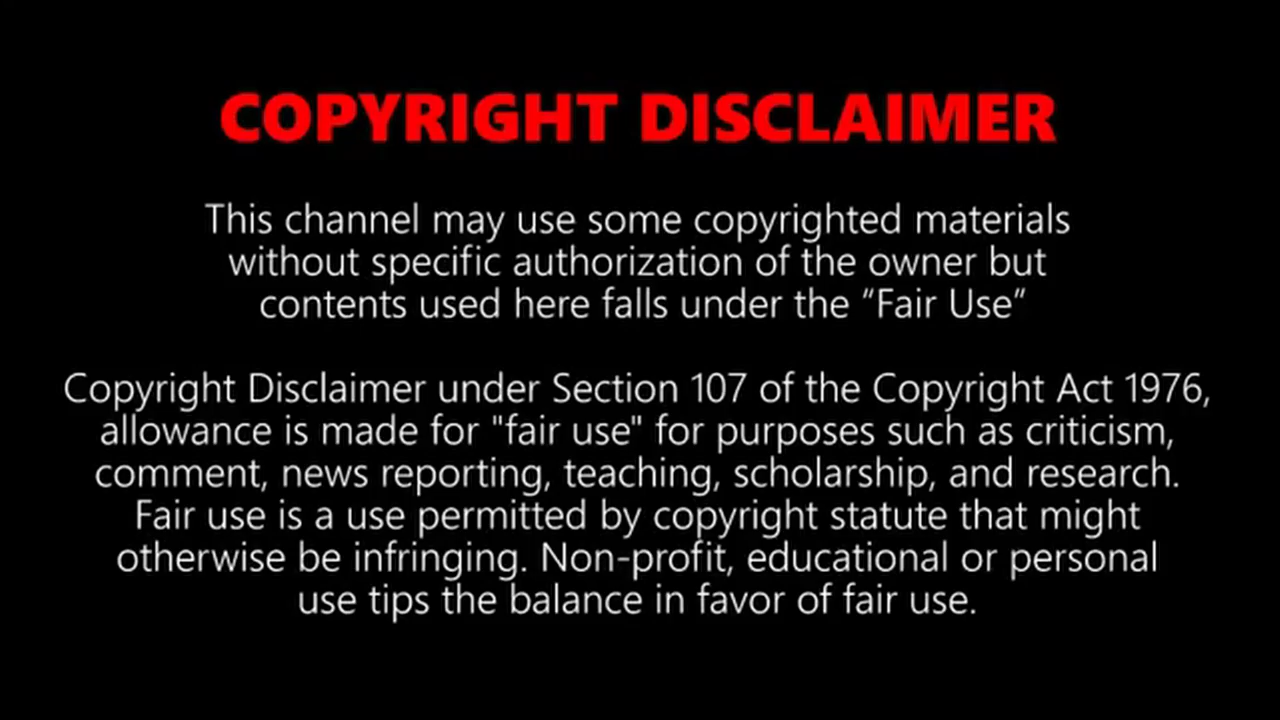 COPYRIGHT DISCLAIMER
This channel may use some copyrighted materials
without specific authorization of the owner but
contents used here falls under the “Fair Use”
Copyright Disclaimer under Section 107 of the Copyright Act 1976,
allowance is made for "fair use" for purposes such as criticism,
comment, news reporting, teaching, scholarship, and research.
Fair use is a use permitted by copyright statute that might
otherwise be infringing. Non-profit, educational or personal
use tips the balance in favor of fair use.